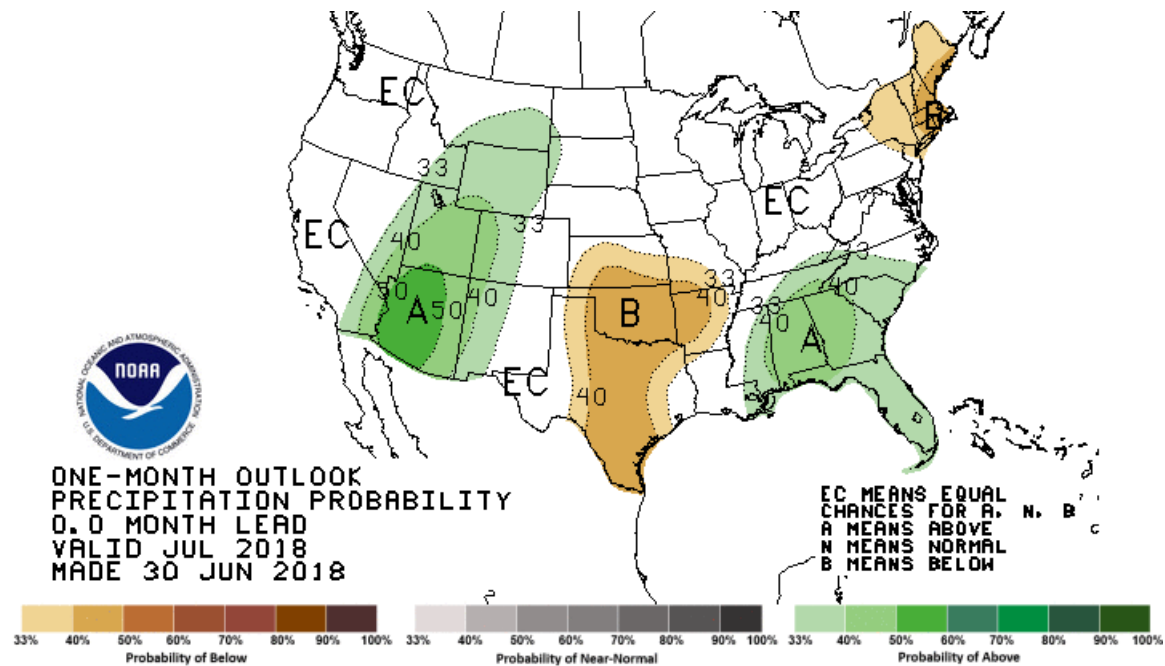 EC
B
33
EC
EC
33
33
40
40
33
50
A
50
40
B
40
33
40
A
EC
40
NOAA
NATIONAL OCEANIC AND ATMOSPHERIC ADMINISTRATION
U.S. DEPARTMENT OF COMMERCE
ONE-MONTH OUTLOOK
PRECIPITATION PROBABILITY
0.0 MONTH LEAD
VALID JUL 2018
MADE 30 JUN 2018
EC MEANS EQUAL
CHANCES FOR A, N, B
A MEANS ABOVE
N MEANS NORMAL
B MEANS BELOW
33% 40% 50% 60% 70% 80% 90% 100%
Probability of Below
33% 40% 50% 60% 70% 80% 90% 100%
Probability of Near-Normal
33% 40% 50% 60% 70% 80% 90% 100%
Probability of Above